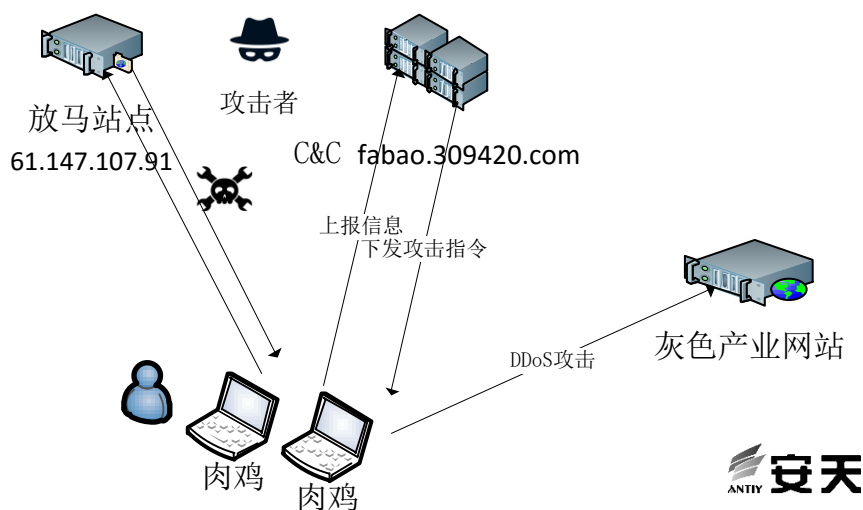 放马站点
61.147.107.91
攻击者
C&C fabao.309420.com
上报信息
下发攻击指令
DDoS攻击
灰色产业网站
肉鸡
肉鸡
ANTIY 安天